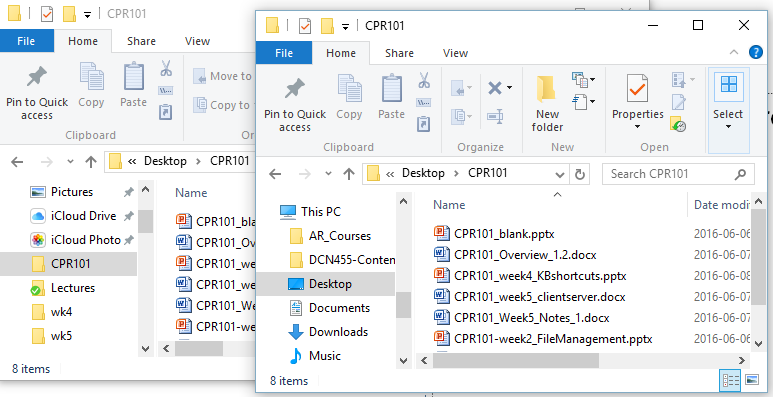 CPR101
File Home Share View
Pin to Quick access
Copy
Paste
Move to
Copy to
Clipboard
Or
« Desktop > CPR101
Pictures
iCloud Drive
iCloud Photo
CPR101
Lectures
wk4
wk5
Name
CPR101_bla
CPR101_Ov
CPR101_we
CPR101_we
CPR101_We
CPR101-we
8 items
CPR101
File Home Share View
Pin to Quick access
Copy
Paste
Clipboard
Organize
New folder
New
Properties
Open
Select
« Desktop > CPR101
Search CPR101
This PC
AR_Courses
DCN455-Conten
Desktop
Documents
Downloads
Music
Name Date modif
CPR101_blank.pptx 2016-06-06
CPR101_Overview_1.2.docx 2016-06-07
CPR101_week4_KBshortcuts.pptx 2016-06-08
CPR101_week5_clientserver.docx 2016-06-07
CPR101_Week5_Notes_1.docx 2016-06-07
CPR101-week2_FileManagement.pptx 2016-06-07
8 items